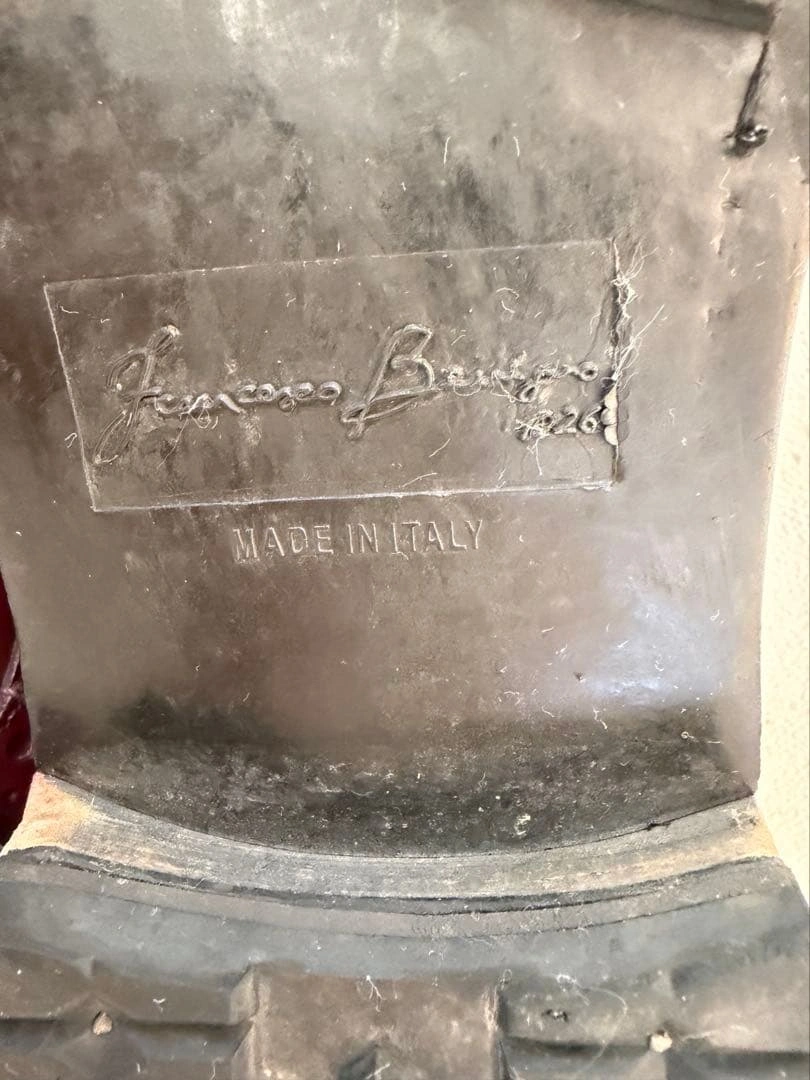 Francesco Benigno
1926
MADE IN ITALY